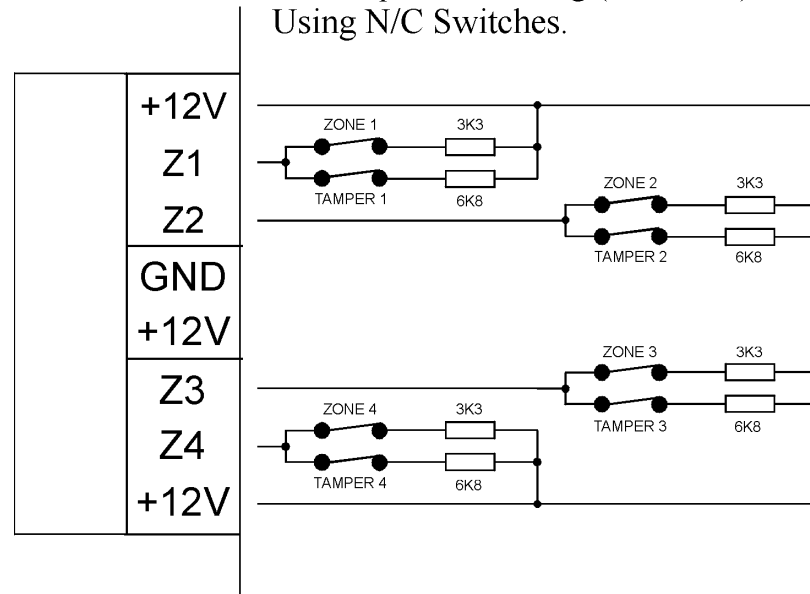 Using N/C Switches.
+12V
Z1
Z2
GND
+12V
Z3
Z4
+12V
ZONE 1 3K3
TAMPER 1 6K8
ZONE 2 3K3
TAMPER 2 6K8
ZONE 3 3K3
TAMPER 3 6K8
ZONE 4 3K3
TAMPER 4 6K8